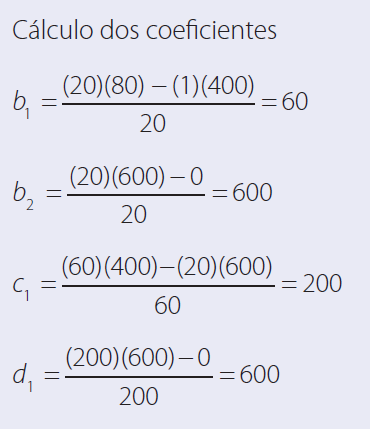 Cálculo dos coeficientes
b₁ = (20)(80) – (1)(400) / 20 = 60
b₂ = (20)(600) – 0 / 20 = 600
c₁ = (60)(400)–(20)(600) / 60 = 200
d₁ = (200)(600) – 0 / 200 = 600